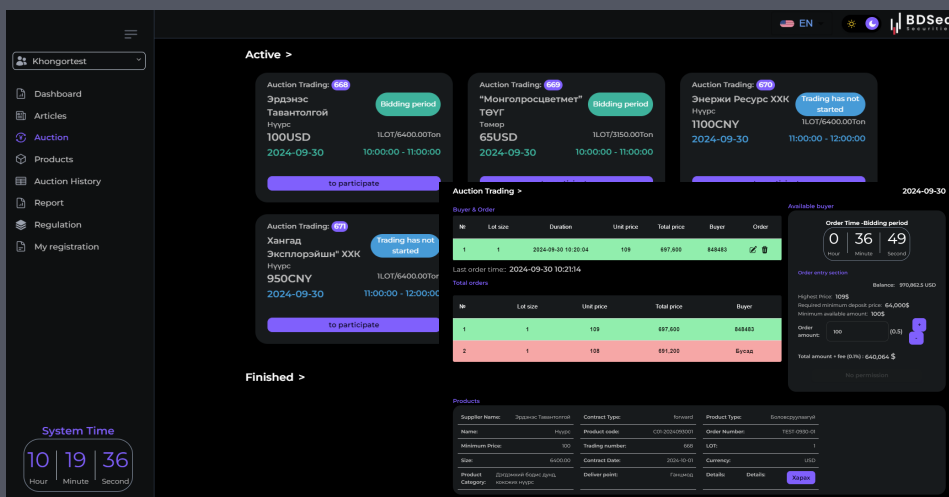 EN
BDSec
Securities
Khongortest
Dashboard
Articles
Auction
Products
Auction History
Report
Regulation
My registration
System Time
10 19 36
Hour Minute Second
Active >
Auction Trading: 668
Эрдэнэс Тавантолгой
Bidding period
Нүүрс
100USD 1LOT/6400.00Ton
2024-09-30 10:00:00 - 11:00:00
to participate
Auction Trading: 669
“Монголросцветмет” ТӨҮГ
Bidding period
Төмөр
65USD 1LOT/3150.00Ton
2024-09-30 10:00:00 - 11:00:00
Auction Trading: 670
Энержи Ресурс ХХК
Trading has not started
Нүүрс
1100CNY 1LOT/6400.00Ton
2024-09-30 11:00:00 - 12:00:00
Auction Trading: 671
Хангад Эксплорэйшн" ХХК
Trading has not started
Нүүрс
950CNY 1LOT/6400.00Ton
2024-09-30 11:00:00 - 12:00:00
to participate
Finished >
Auction Trading > 2024-09-30
Buyer & Order
№ Lot size Duration Unit price Total price Buyer Order
1 1 2024-09-30 10:20:04 109 697,600 848483
Last order time:: 2024-09-30 10:21:14
Total orders
№ Lot size Unit price Total price Buyer
1 1 109 697,600 848483
2 1 108 691,200 Бусад
Available buyer
Order Time -Bidding period
0 36 49
Hour Minute Second
Order entry section
Balance: 970,862.5 USD
Highest Price: 109$
Required minimum deposit price: 64,000$
Minimum available amount: 100$
Order amount: 100 (0.5) + -
Total amount + fee (0.1%) : 640,064 $
No permission
Products
Supplier Name: Эрдэнэс Тавантолгой Contract Type: forward Product Type: Боловсруулаагүй
Name: Нүүрс Product code: C01-2024093001 Order Number: TEST-0930-01
Minimum Price: 100 Trading number: 668 LOT: 1
Size: 6400.00 Contract Date: 2024-10-01 Currency: USD
Product Category: Дэгдэмхий бодис дунд, коксжих нүүрс Deliver point: Ганцмод Details: Details Харах